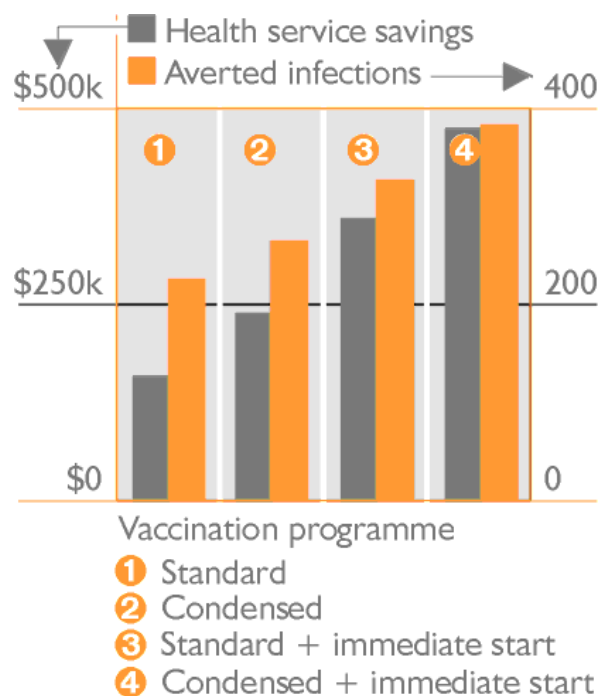 Health service savings
Averted infections
$500k
400
1
2
3
4
$250k
200
$0
0
Vaccination programme
1 Standard
2 Condensed
3 Standard + immediate start
4 Condensed + immediate start